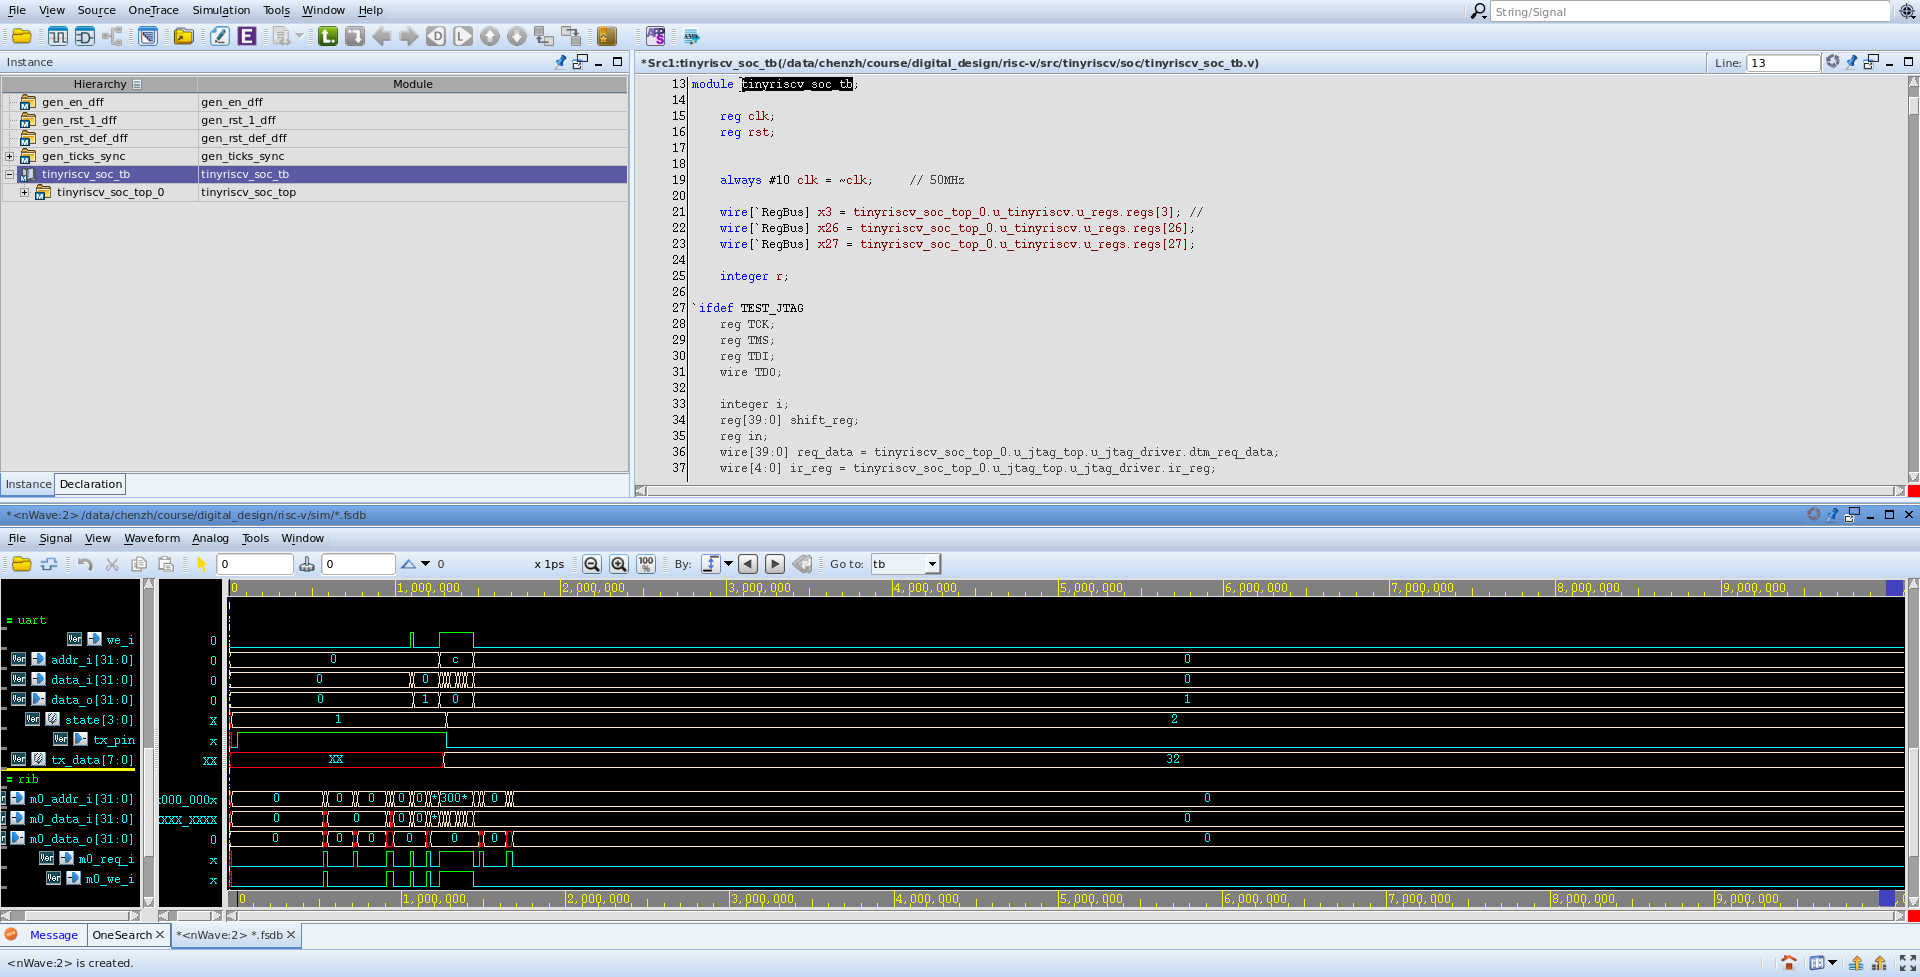 File View Source OneTrace Simulation Tools Window Help
String/Signal
Instance
Hierarchy Module
gen_en_dff gen_en_dff
gen_rst_1_dff gen_rst_1_dff
gen_rst_def_dff gen_rst_def_dff
gen_ticks_sync gen_ticks_sync
tinyriscv_soc_tb tinyriscv_soc_tb
tinyriscv_soc_top_0 tinyriscv_soc_top
Instance Declaration
*Src1:tinyriscv_soc_tb(/data/chenzh/course/digital_design/risc-v/src/tinyriscv/soc/tinyriscv_soc_tb.v) Line: 13
13 module tinyriscv_soc_tb;
14
15 reg clk;
16 reg rst;
17
18
19 always #10 clk = ~clk; // 50MHz
20
21 wire[`RegBus] x3 = tinyriscv_soc_top_0.u_tinyriscv.u_regs.regs[3]; //
22 wire[`RegBus] x26 = tinyriscv_soc_top_0.u_tinyriscv.u_regs.regs[26];
23 wire[`RegBus] x27 = tinyriscv_soc_top_0.u_tinyriscv.u_regs.regs[27];
24
25 integer r;
26
27 `ifdef TEST_JTAG
28 reg TCK;
29 reg TMS;
30 reg TDI;
31 wire TDO;
32
33 integer i;
34 reg[39:0] shift_reg;
35 reg in;
36 wire[39:0] req_data = tinyriscv_soc_top_0.u_jtag_top.u_jtag_driver.dtm_req_data;
37 wire[4:0] ir_reg = tinyriscv_soc_top_0.u_jtag_top.u_jtag_driver.ir_reg;
*<nWave:2> /data/chenzh/course/digital_design/risc-v/sim/*.fsdb
File Signal View Waveform Analog Tools Window
0 0 0 x 1ps 100% By: Go to: tb
0 1,000,000 2,000,000 3,000,000 4,000,000 5,000,000 6,000,000 7,000,000 8,000,000 9,000,000
= uart
we_i 0
addr_i[31:0] 0 0 c 0
data_i[31:0] 0 0 0 0
data_o[31:0] 0 0 1 0 1
state[3:0] X 1 2
tx_pin x
tx_data[7:0] XX XX 32
= rib
m0_addr_i[31:0] :000_000x 0 0 0 0 0 *300* 0 0
m0_data_i[31:0] XXX_XXXX 0 0 0 0 * 0
m0_data_o[31:0] 0 0 0 0 0 0 0 0
m0_req_i x
m0_we_i x
0 1,000,000 2,000,000 3,000,000 4,000,000 5,000,000 6,000,000 7,000,000 8,000,000 9,000,000
Message OneSearch *<nWave:2> *.fsdb
<nWave:2> is created.